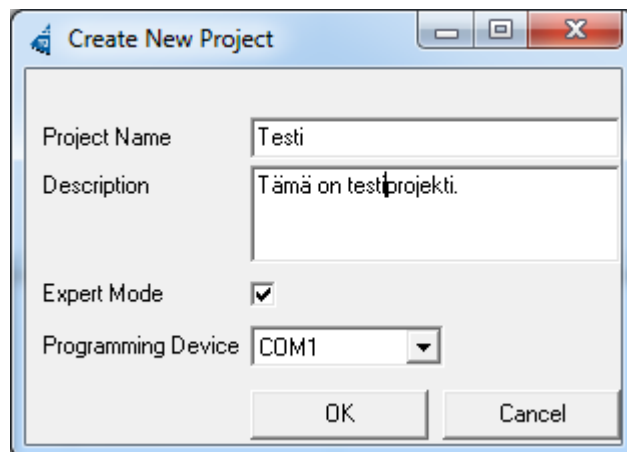 Create New Project
Project Name
Testi
Description
Tämä on testiprojekti.
Expert Mode
Programming Device
COM1
OK
Cancel